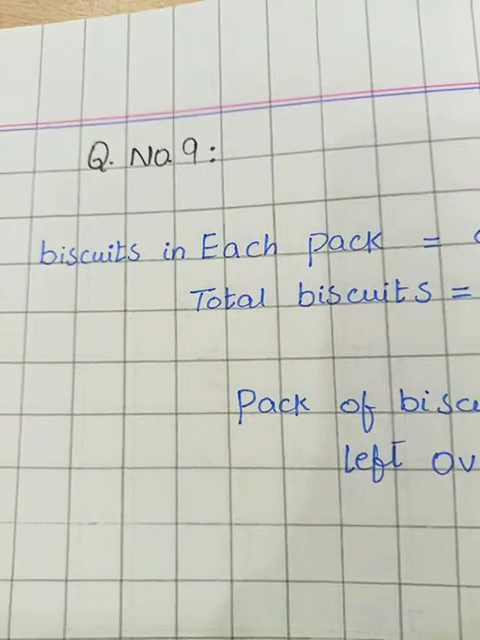 Q. No 9:
biscuits in Each pack =
Total biscuits =
Pack of
left